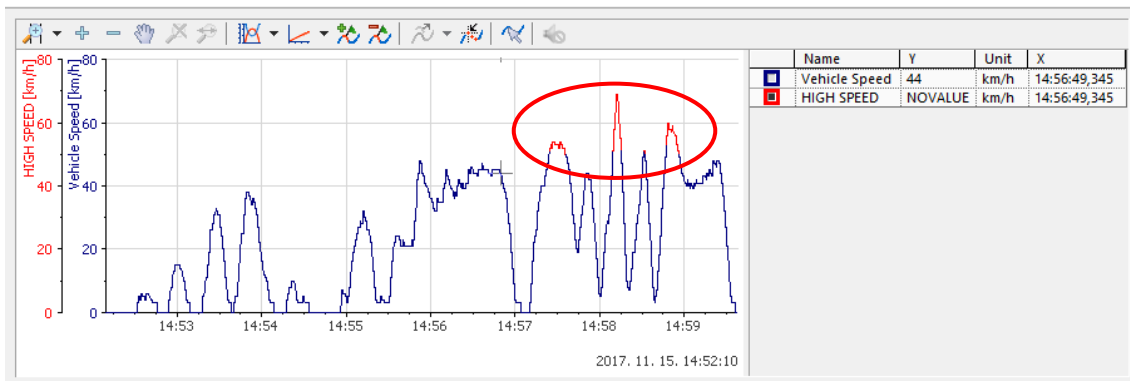 Name Y Unit X
Vehicle Speed 44 km/h 14:56:49,345
HIGH SPEED NOVALUE km/h 14:56:49,345
HIGH SPEED [km/h]
Vehicle Speed [km/h]
80 80
60 60
40 40
20 20
0 0
14:53 14:54 14:55 14:56 14:57 14:58 14:59
2017. 11. 15. 14:52:10